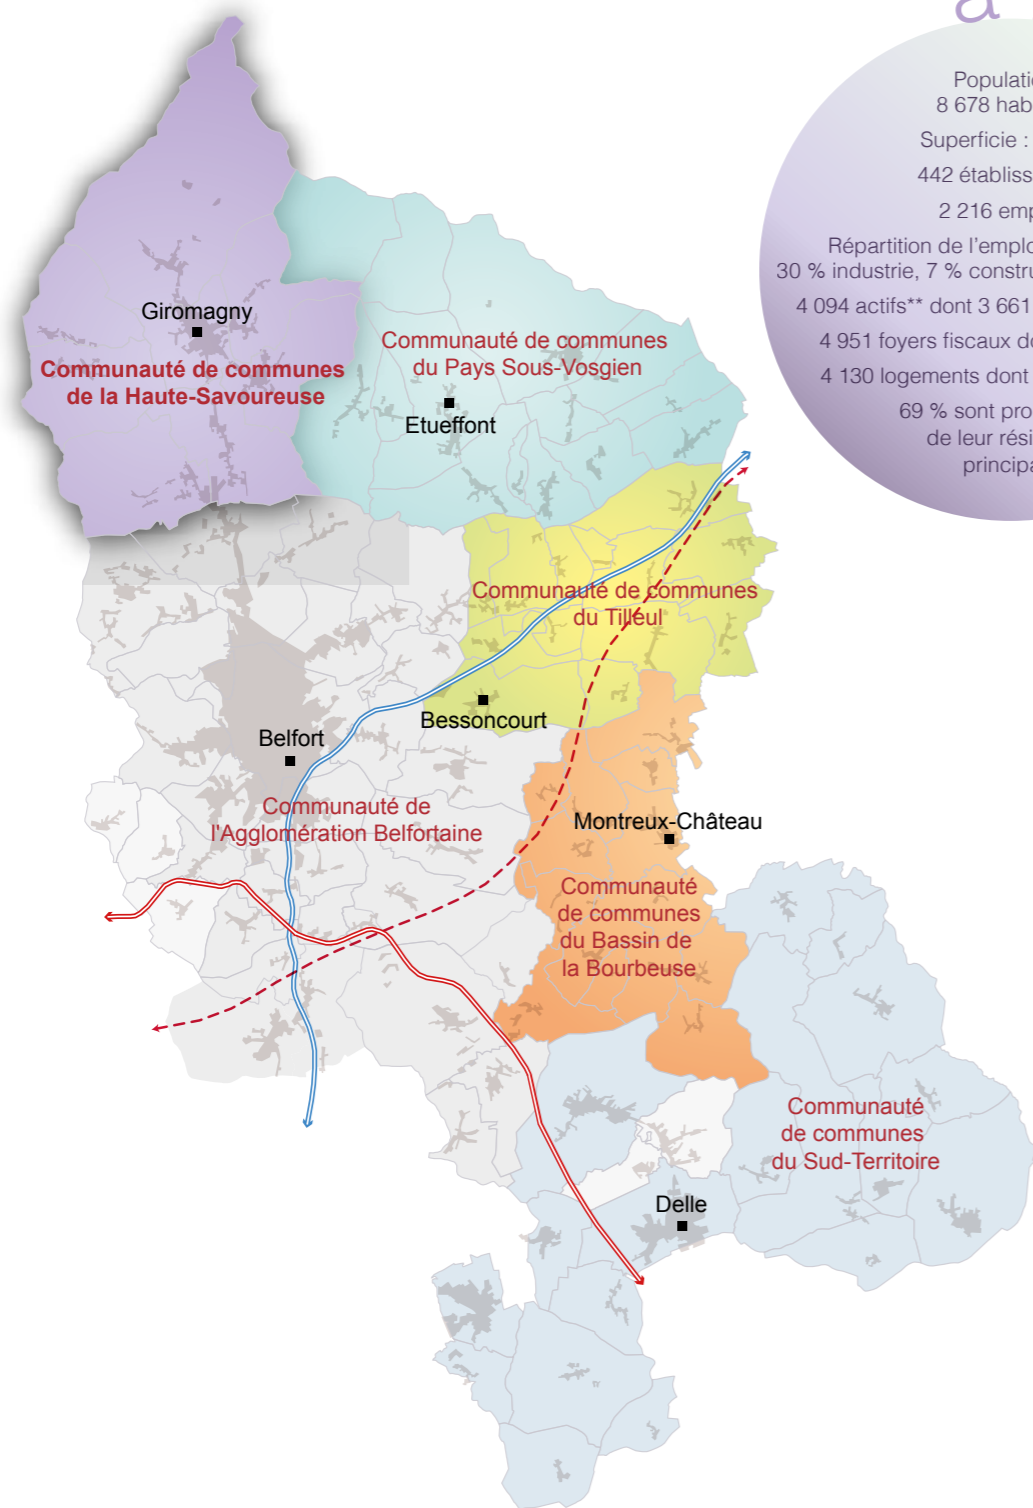 à
Population
8 678 hab
Superficie :
442 établiss
2 216 emp
Répartition de l'emplo
30 % industrie, 7 % constru
4 094 actifs** dont 3 661
4 951 foyers fiscaux do
4 130 logements dont
69 % sont pro
de leur rési
principa
Giromagny
Communauté de communes
de la Haute-Savoureuse
Communauté de communes
du Pays Sous-Vosgien
Etueffont
Communauté de communes
du Tilleul
Bessoncourt
Belfort
Communauté de
l'Agglomération Belfortaine
Montreux-Château
Communauté
de communes
du Bassin de
la Bourbeuse
Communauté
de communes
du Sud-Territoire
Delle